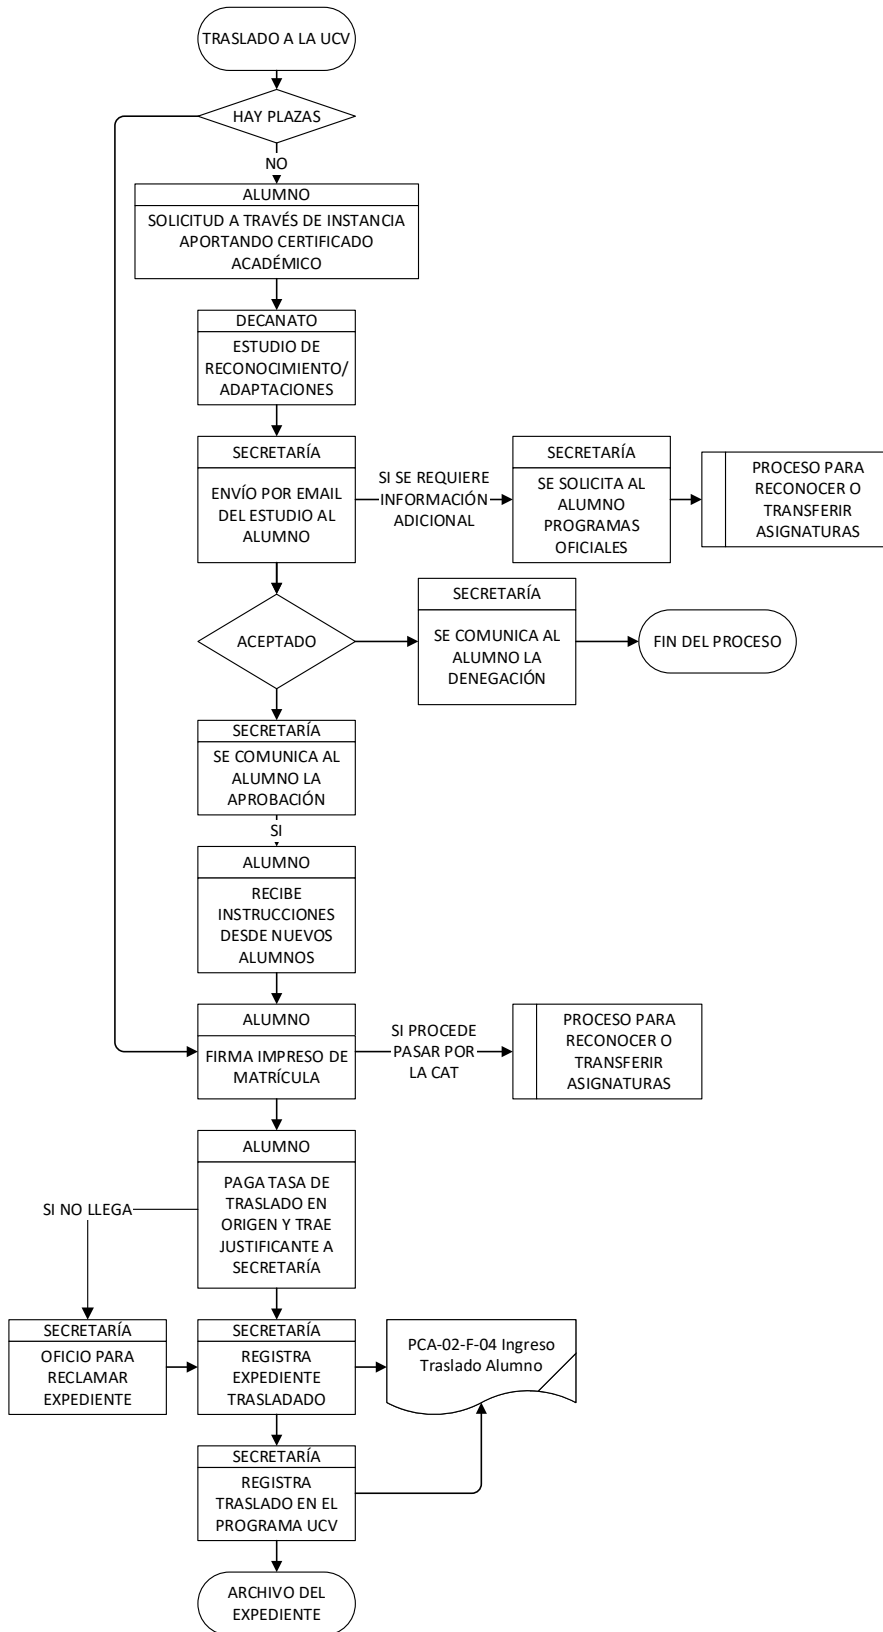 TRASLADO A LA UCV
HAY PLAZAS
NO
ALUMNO
SOLICITUD A TRAVÉS DE INSTANCIA
APORTANDO CERTIFICADO
ACADÉMICO
DECANATO
ESTUDIO DE
RECONOCIMIENTO/
ADAPTACIONES
SECRETARÍA
ENVÍO POR EMAIL
DEL ESTUDIO AL
ALUMNO
SI SE REQUIERE
INFORMACIÓN
ADICIONAL
SECRETARÍA
SE SOLICITA AL
ALUMNO
PROGRAMAS
OFICIALES
PROCESO PARA
RECONOCER O
TRANSFERIR
ASIGNATURAS
ACEPTADO
SECRETARÍA
SE COMUNICA AL
ALUMNO LA
DENEGACIÓN
FIN DEL PROCESO
SECRETARÍA
SE COMUNICA AL
ALUMNO LA
APROBACIÓN
SI
ALUMNO
RECIBE
INSTRUCCIONES
DESDE NUEVOS
ALUMNOS
ALUMNO
FIRMA IMPRESO DE
MATRÍCULA
SI PROCEDE
PASAR POR
LA CAT
PROCESO PARA
RECONOCER O
TRANSFERIR
ASIGNATURAS
ALUMNO
PAGA TASA DE
TRASLADO EN
ORIGEN Y TRAE
JUSTIFICANTE A
SECRETARÍA
SI NO LLEGA
SECRETARÍA
OFICIO PARA
RECLAMAR
EXPEDIENTE
SECRETARÍA
REGISTRA
EXPEDIENTE
TRASLADADO
PCA-02-F-04 Ingreso
Traslado Alumno
SECRETARÍA
REGISTRA
TRASLADO EN EL
PROGRAMA UCV
ARCHIVO DEL
EXPEDIENTE